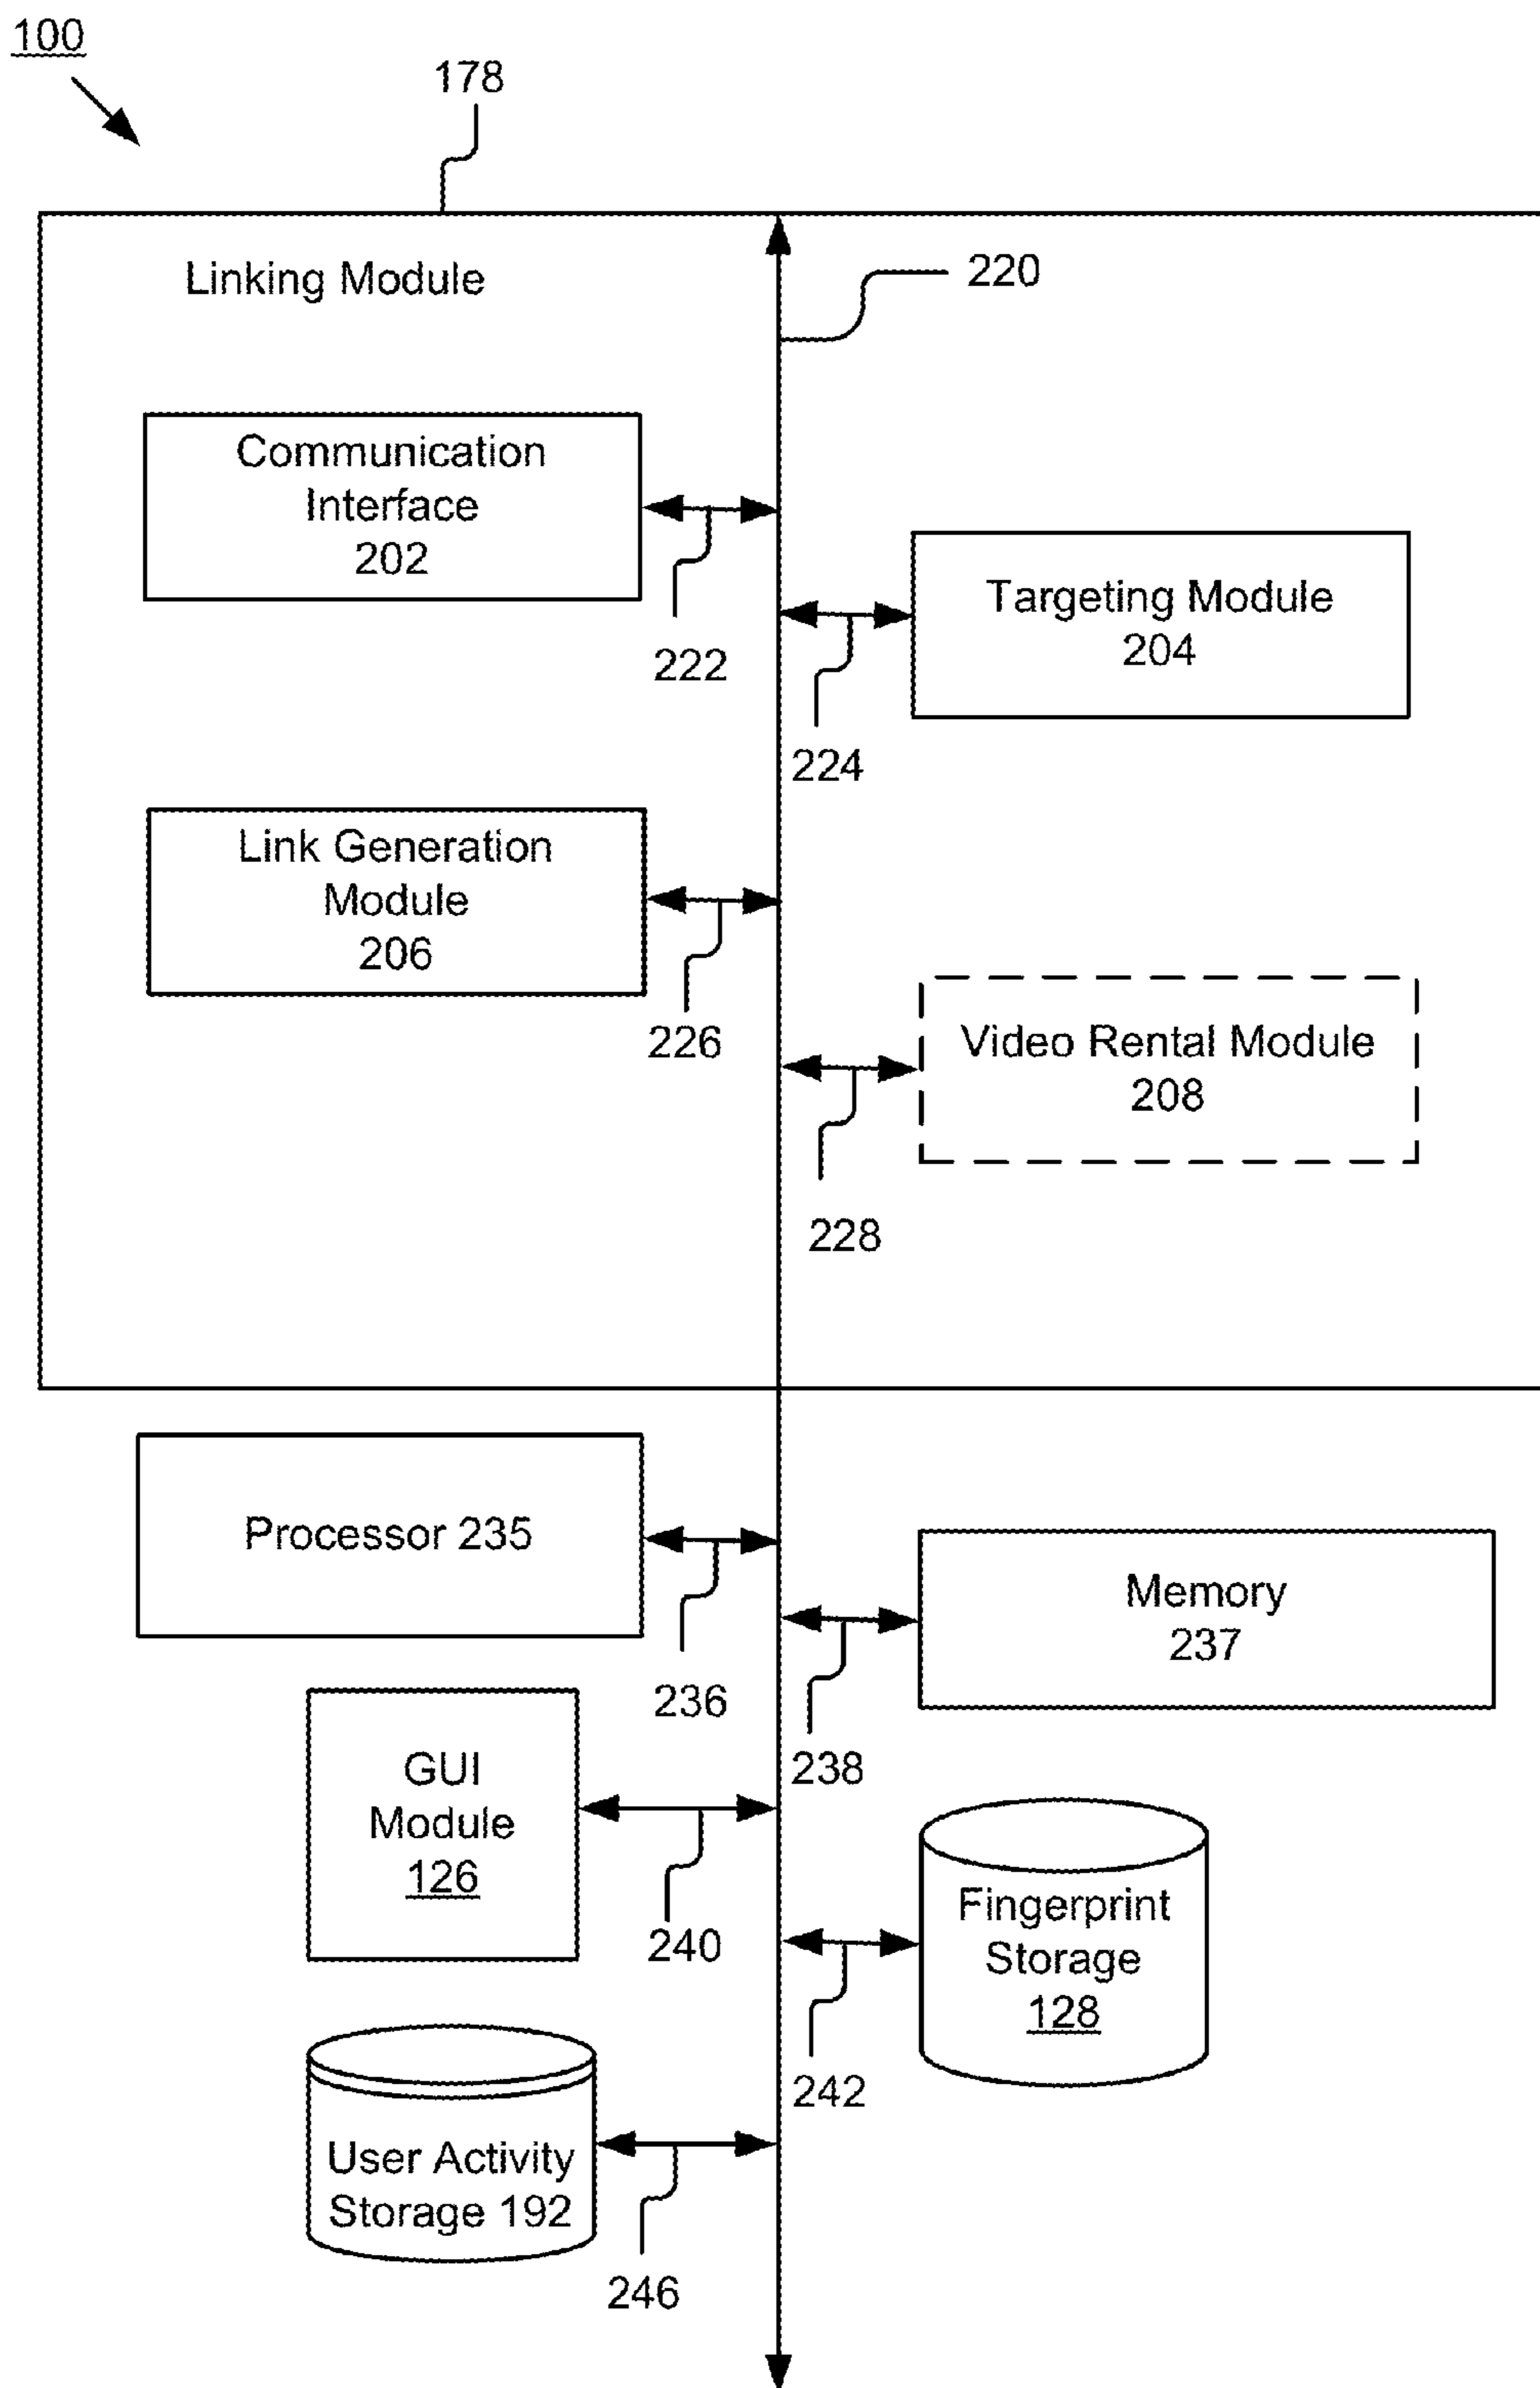 100
178
Linking Module
220
Communication
Interface
202
Targeting Module
204
222
224
Link Generation
Module
206
226
Video Rental Module
208
228
Processor 235
236
Memory
237
238
GUI
Module
126
240
Fingerprint
Storage
128
242
User Activity
Storage 192
246